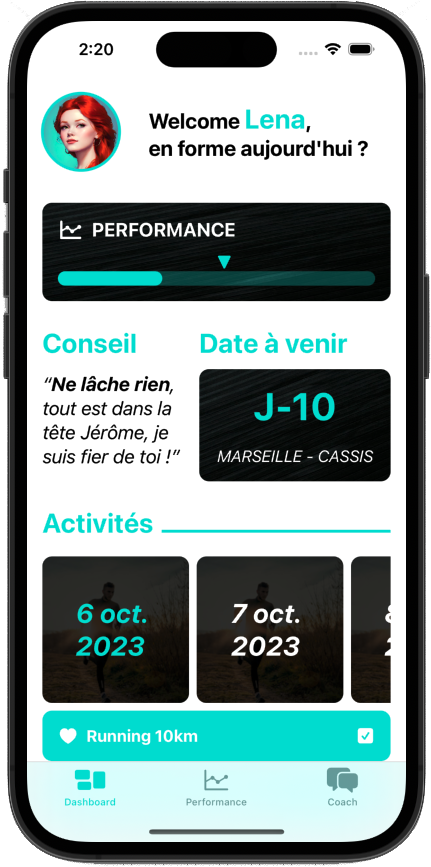 2:20
Welcome Lena,
en forme aujourd'hui ?
PERFORMANCE
Conseil
Date à venir
“Ne lâche rien,
tout est dans la
tête Jérôme, je
suis fier de toi !”
J-10
MARSEILLE - CASSIS
Activités
6 oct.
2023
7 oct.
2023
Running 10km
Dashboard
Performance
Coach